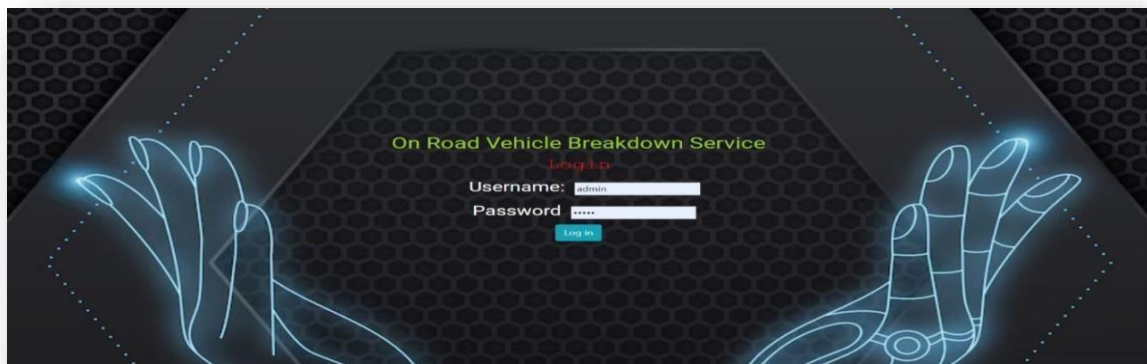 On Road Vehicle Breakdown Service
Login
Username: admin
Password •••••
Log in